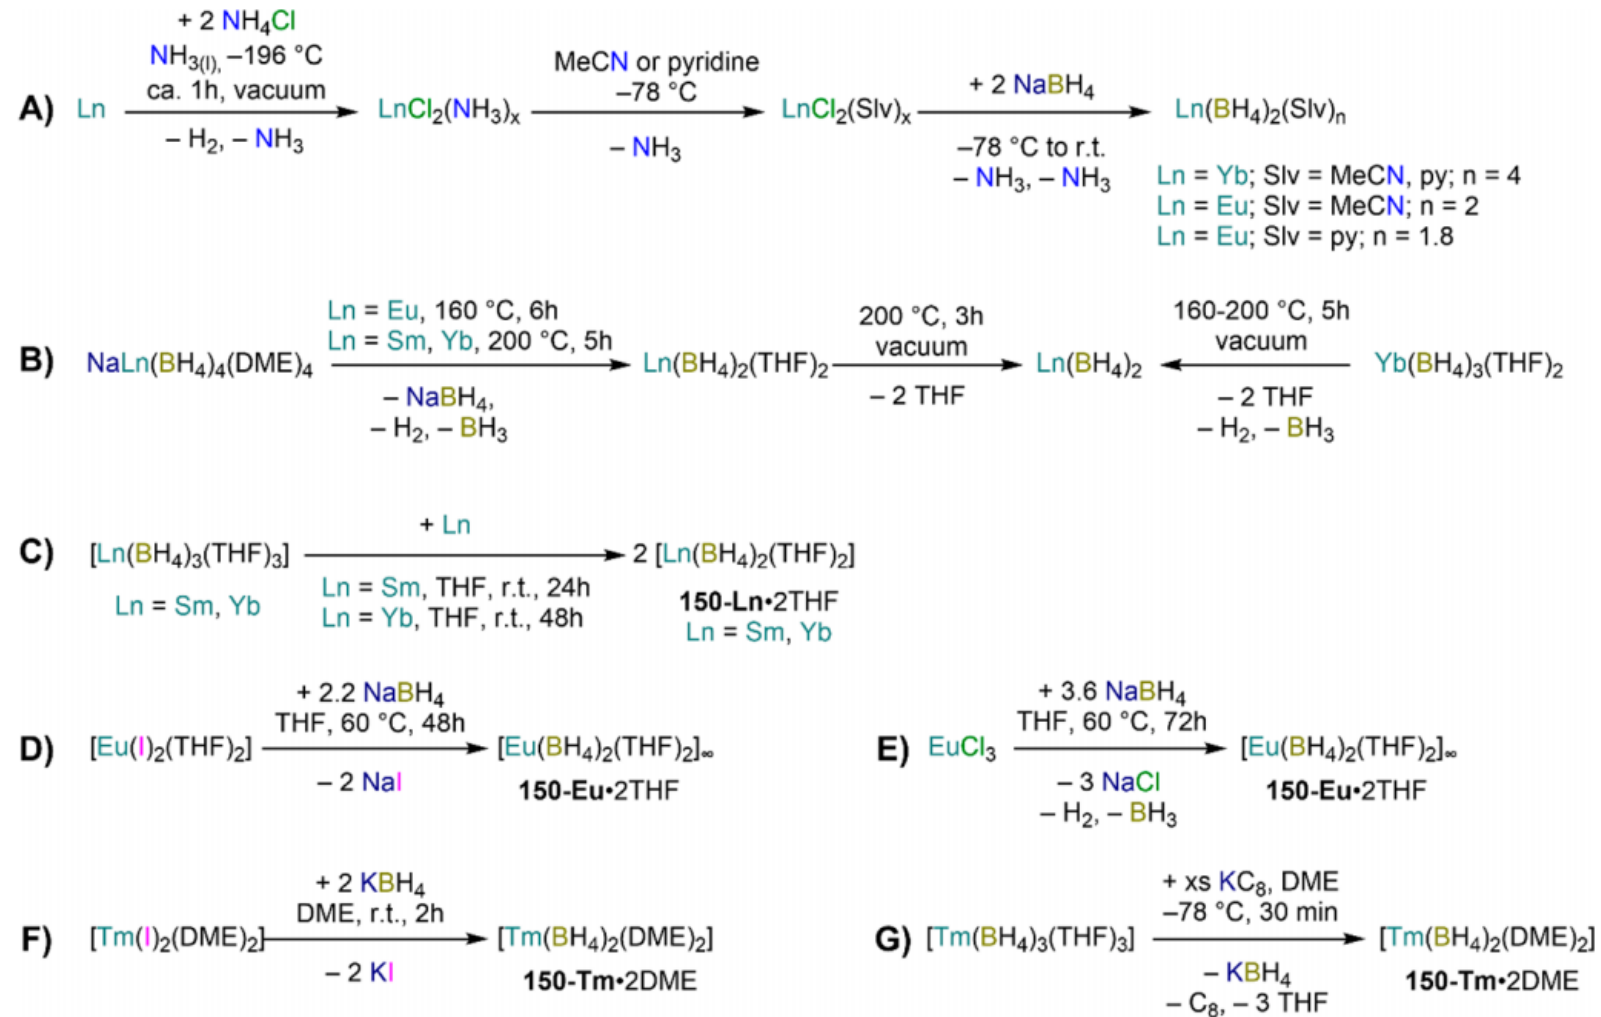 + 2 NH₄Cl
NH₃₍ₗ₎, –196 °C
ca. 1h, vacuum
A) Ln
– H₂, – NH₃
LnCl₂(NH₃)ₓ
MeCN or pyridine
–78 °C
– NH₃
LnCl₂(Slv)ₓ
+ 2 NaBH₄
–78 °C to r.t.
– NH₃, – NH₃
Ln(BH₄)₂(Slv)ₙ
Ln = Yb; Slv = MeCN, py; n = 4
Ln = Eu; Slv = MeCN; n = 2
Ln = Eu; Slv = py; n = 1.8
B) NaLn(BH₄)₄(DME)₄
Ln = Eu, 160 °C, 6h
Ln = Sm, Yb, 200 °C, 5h
– NaBH₄,
– H₂, – BH₃
Ln(BH₄)₂(THF)₂
200 °C, 3h
vacuum
– 2 THF
Ln(BH₄)₂
160-200 °C, 5h
vacuum
– 2 THF
– H₂, – BH₃
Yb(BH₄)₃(THF)₂
C) [Ln(BH₄)₃(THF)₃]
Ln = Sm, Yb
+ Ln
Ln = Sm, THF, r.t., 24h
Ln = Yb, THF, r.t., 48h
2 [Ln(BH₄)₂(THF)₂]
150-Ln•2THF
Ln = Sm, Yb
D) [Eu(I)₂(THF)₂]
+ 2.2 NaBH₄
THF, 60 °C, 48h
– 2 NaI
[Eu(BH₄)₂(THF)₂]∞
150-Eu•2THF
E) EuCl₃
+ 3.6 NaBH₄
THF, 60 °C, 72h
– 3 NaCl
– H₂, – BH₃
[Eu(BH₄)₂(THF)₂]∞
150-Eu•2THF
F) [Tm(I)₂(DME)₂]
+ 2 KBH₄
DME, r.t., 2h
– 2 KI
[Tm(BH₄)₂(DME)₂]
150-Tm•2DME
G) [Tm(BH₄)₃(THF)₃]
+ xs KC₈, DME
–78 °C, 30 min
– KBH₄
– C₈, – 3 THF
[Tm(BH₄)₂(DME)₂]
150-Tm•2DME